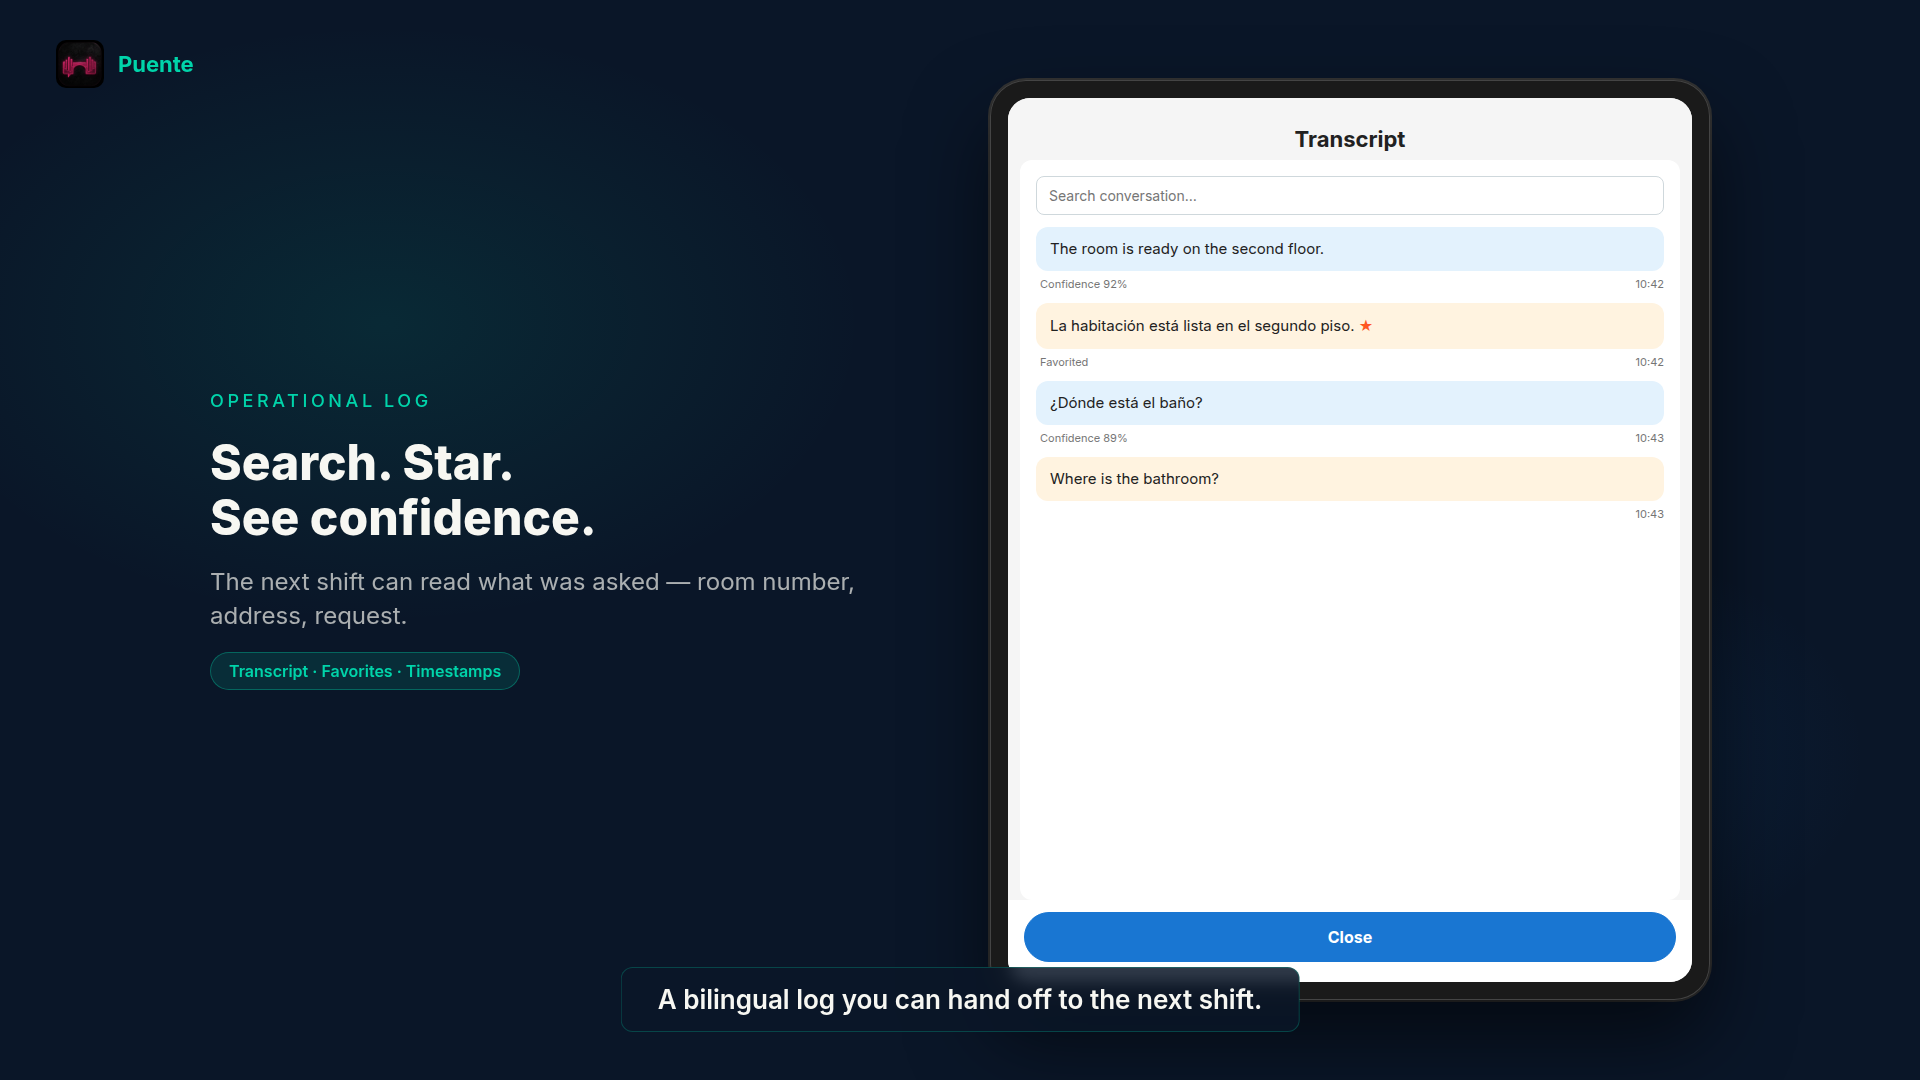 Puente
OPERATIONAL LOG
Search. Star.
See confidence.
The next shift can read what was asked — room number,
address, request.
Transcript · Favorites · Timestamps
Transcript
Search conversation...
The room is ready on the second floor.
Confidence 92% 10:42
La habitación está lista en el segundo piso. ★
Favorited 10:42
¿Dónde está el baño?
Confidence 89% 10:43
Where is the bathroom?
10:43
Close
A bilingual log you can hand off to the next shift.